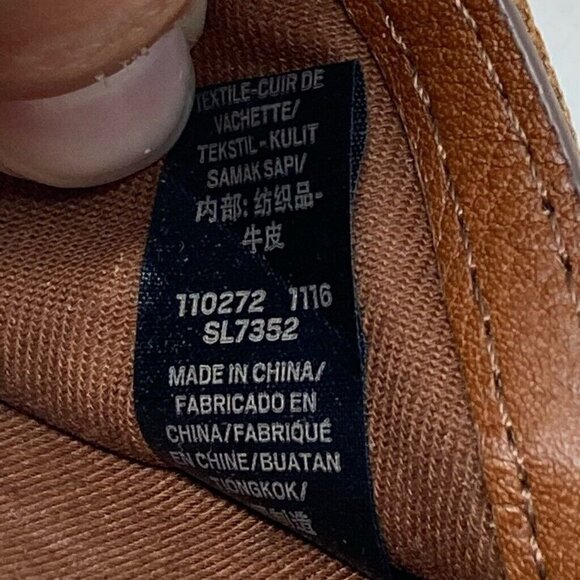 TEXTILE-CUIR DE
VACHETTE/
TEKSTIL- KULIT
SAMAK SAPI/
内部: 纺织品-
牛皮
110272 1116
SL7352
MADE IN CHINA/
FABRICADO EN
CHINA/FABRIQUÉ
EN CHINE/BUATAN
TIONGKOK/